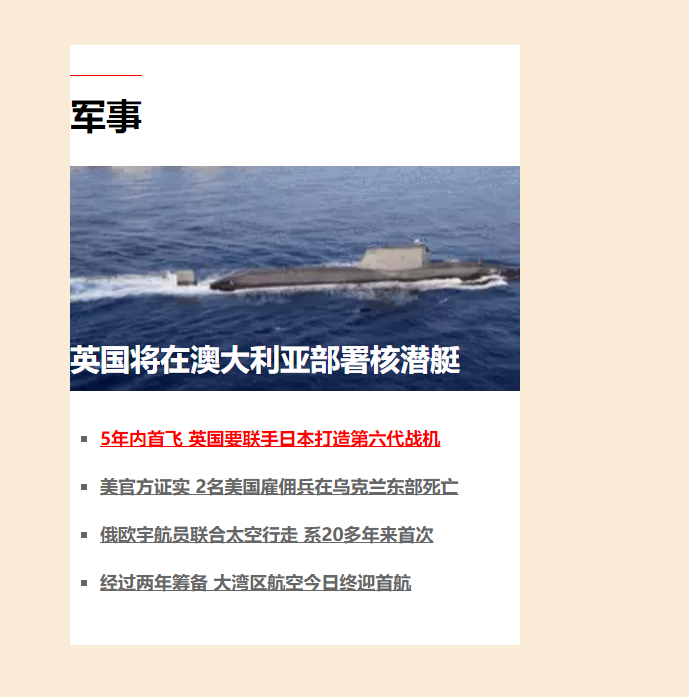 军事
英国将在澳大利亚部署核潜艇
5年内首飞 英国要联手日本打造第六代战机
美官方证实 2名美国雇佣兵在乌克兰东部死亡
俄欧宇航员联合太空行走 系20多年来首次
经过两年筹备 大湾区航空今日终迎首航